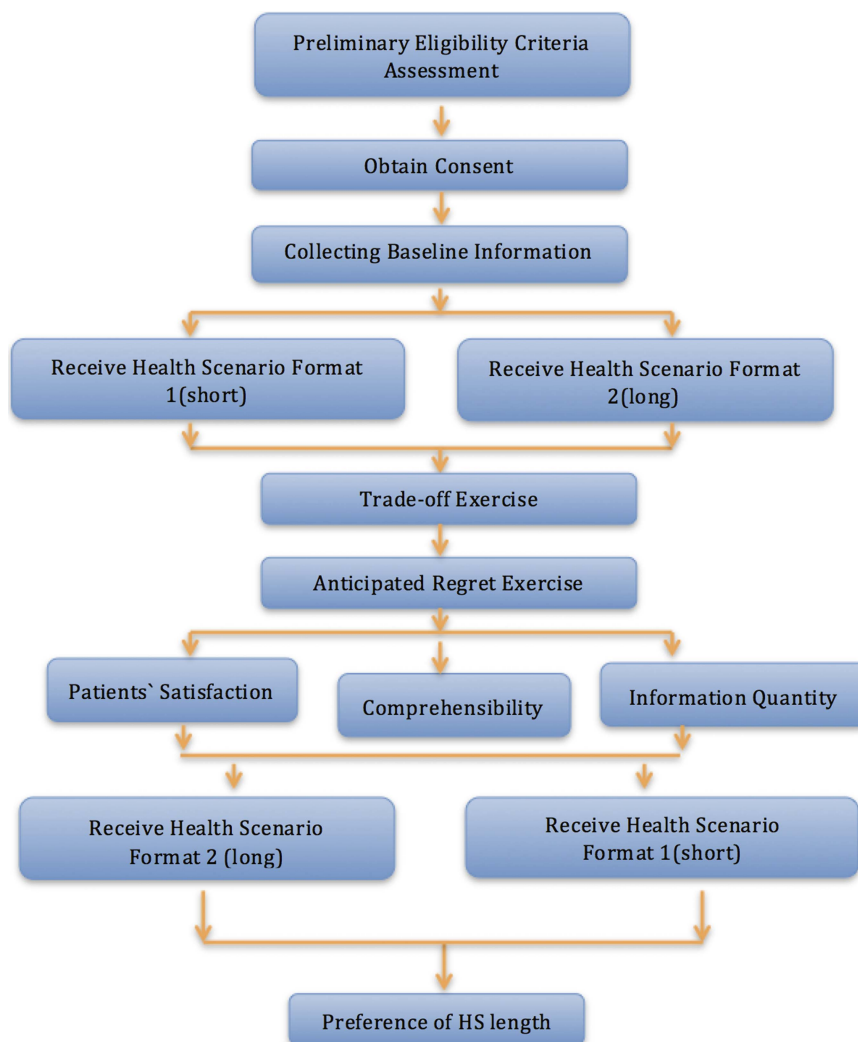 Preliminary Eligibility Criteria
Assessment
Obtain Consent
Collecting Baseline Information
Receive Health Scenario Format
1(short)
Receive Health Scenario Format
2(long)
Trade-off Exercise
Anticipated Regret Exercise
Patients` Satisfaction
Comprehensibility
Information Quantity
Receive Health Scenario
Format 2 (long)
Receive Health Scenario
Format 1(short)
Preference of HS length